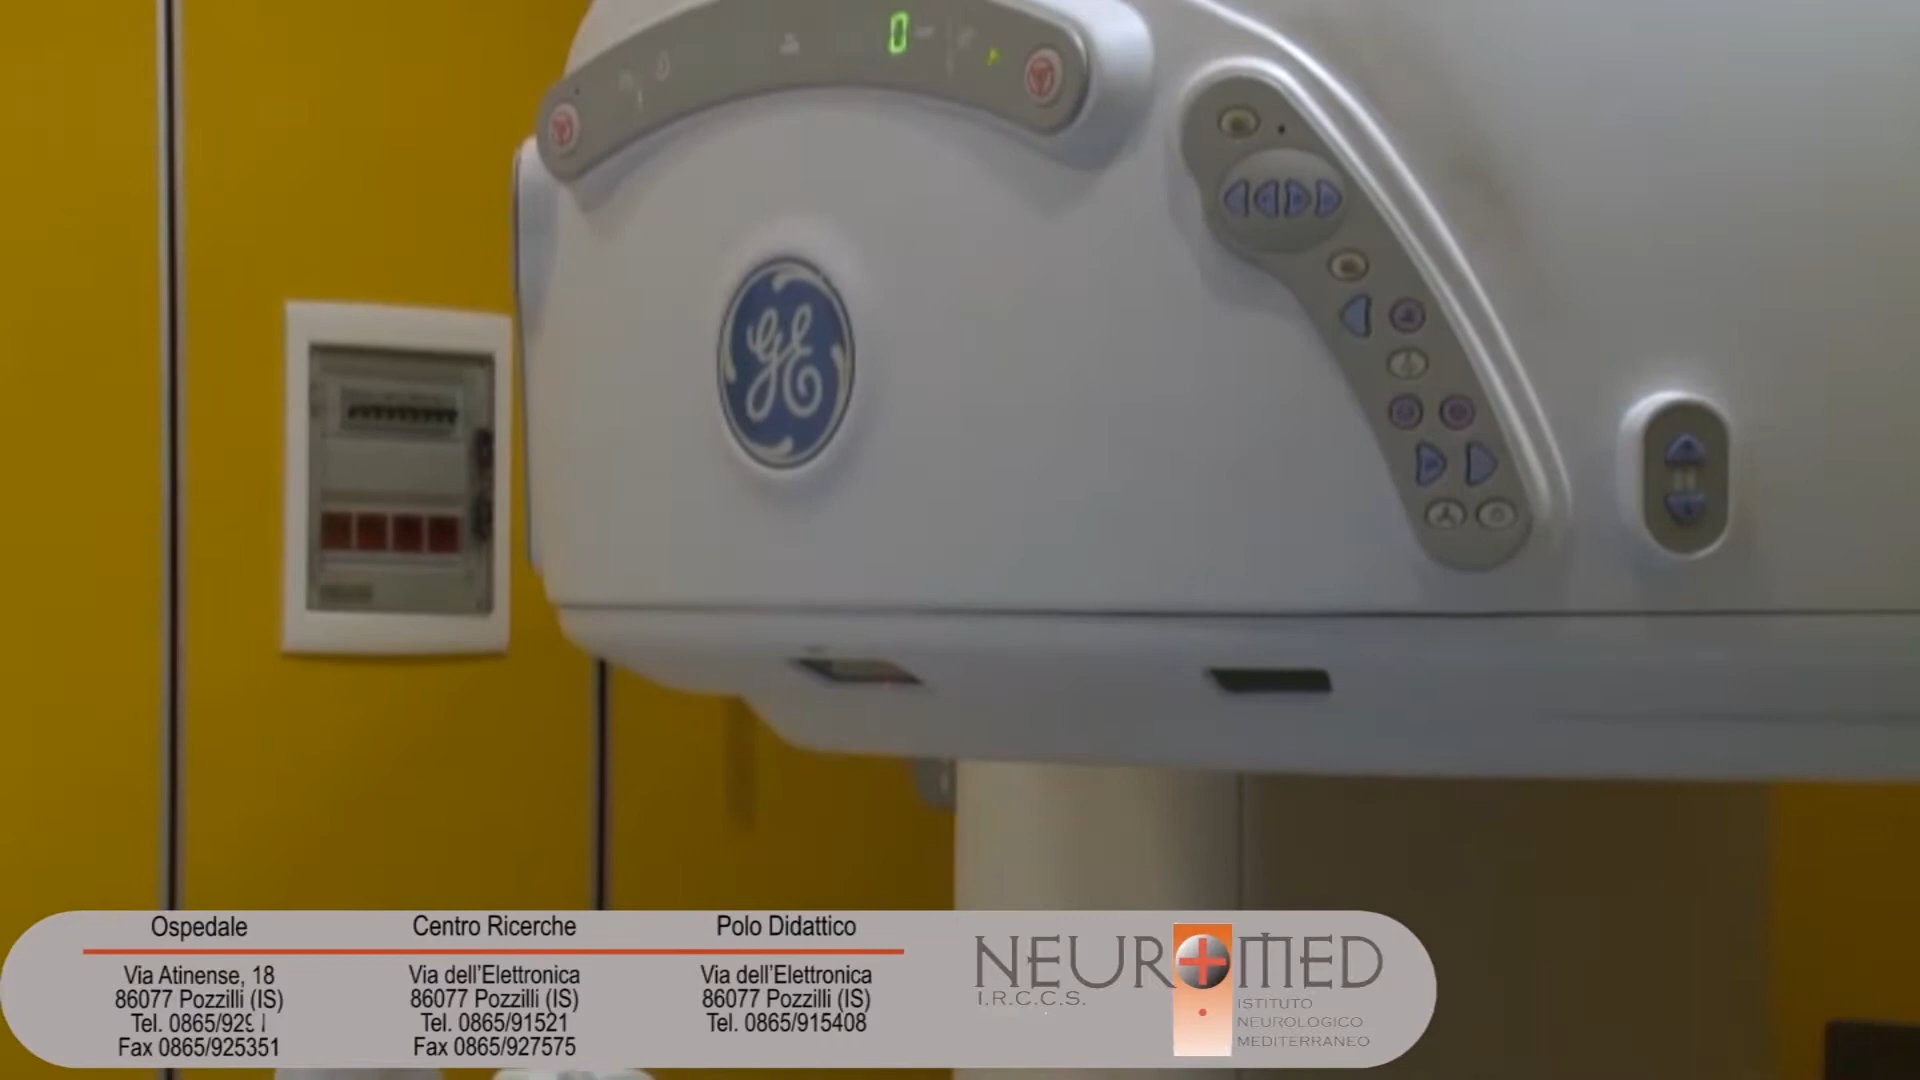 0
GE
Ospedale
Via Atinense, 18
86077 Pozzilli (IS)
Tel.
Fax 0865/925351
Centro Ricerche
Via dell'Elettronica
86077 Pozzilli (IS)
Tel. 0865/91521
Fax 0865/927575
Polo Didattico
Via dell'Elettronica
86077 Pozzilli (IS)
Tel. 0865/915408
NEUROMED
I.R.C.C.S.
ISTITUTO
NEUROLOGICO
MEDITERRANEO